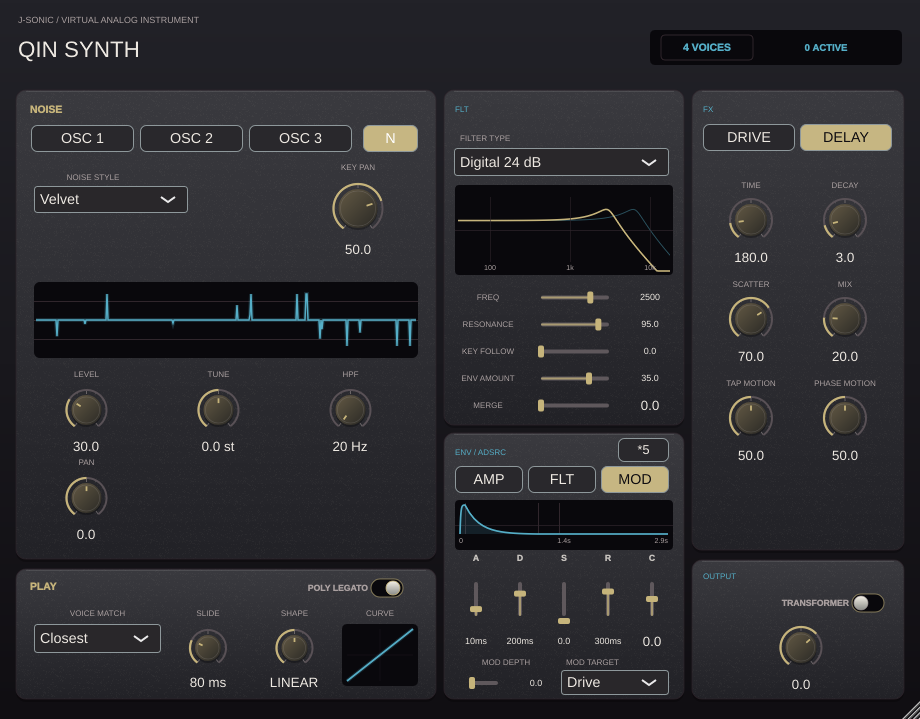 J-SONIC / VIRTUAL ANALOG INSTRUMENT
QIN SYNTH
4 VOICES
0 ACTIVE
NOISE
OSC 1
OSC 2
OSC 3
N
NOISE STYLE
Velvet
KEY PAN
50.0
LEVEL
TUNE
HPF
30.0
0.0 st
20 Hz
PAN
0.0
PLAY
POLY LEGATO
VOICE MATCH
SLIDE
SHAPE
CURVE
Closest
80 ms
LINEAR
FLT
FILTER TYPE
Digital 24 dB
100
1k
10k
FREQ
2500
RESONANCE
95.0
KEY FOLLOW
0.0
ENV AMOUNT
35.0
MERGE
0.0
ENV / ADSRC
*5
AMP
FLT
MOD
0
1.4s
2.9s
A
D
S
R
C
10ms
200ms
0.0
300ms
0.0
MOD DEPTH
MOD TARGET
0.0
Drive
FX
DRIVE
DELAY
TIME
DECAY
180.0
3.0
SCATTER
MIX
70.0
20.0
TAP MOTION
PHASE MOTION
50.0
50.0
OUTPUT
TRANSFORMER
0.0